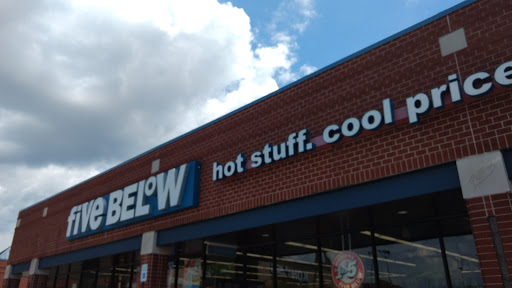 five BELOW
hot stuff. cool price